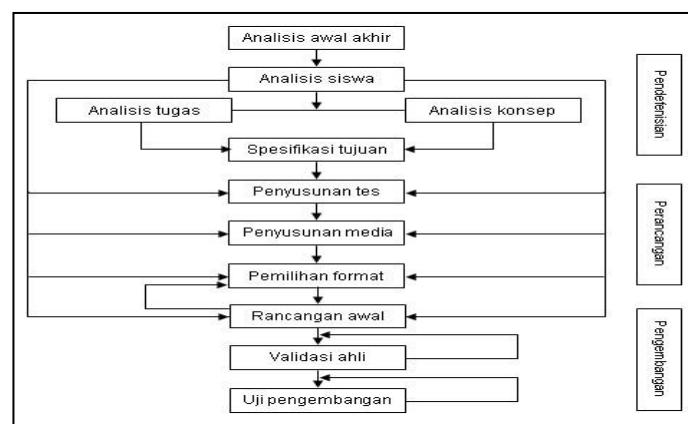 Analisis awal akhir
Analisis siswa
Analisis tugas
Analisis konsep
Spesifikasi tujuan
Penyusunan tes
Penyusunan media
Pemilihan format
Rancangan awal
Validasi ahli
Uji pengembangan
Pendefenisian
Perancangan
Pengembangan